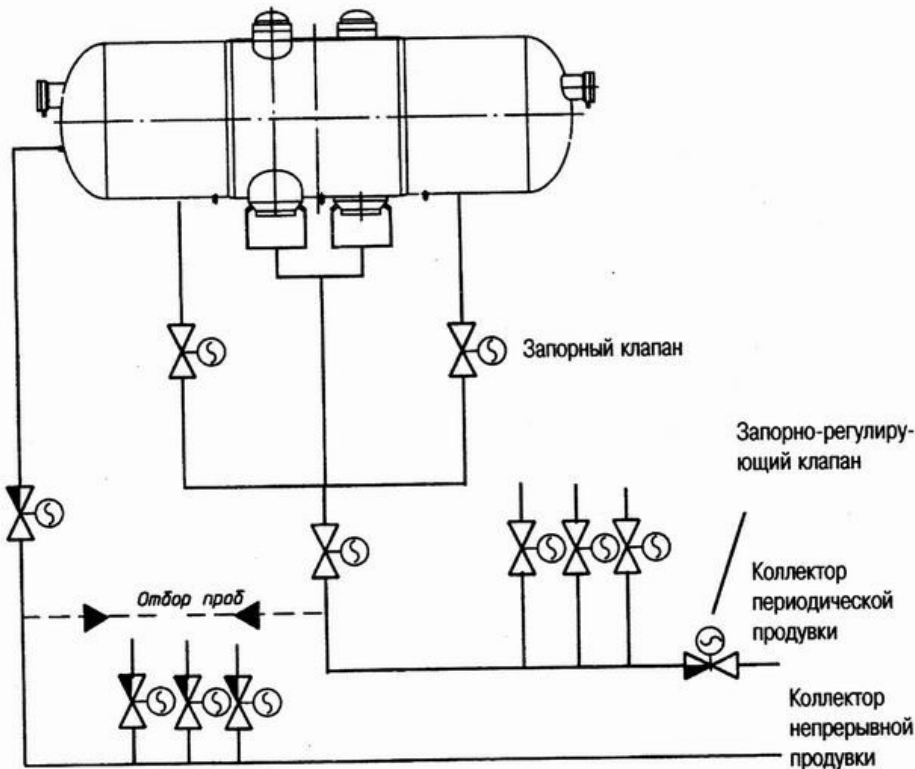 Запорный клапан
Запорно-регулиру-
ющий клапан
Коллектор
периодической
продувки
Отбор проб
Коллектор
непрерывной
продувки